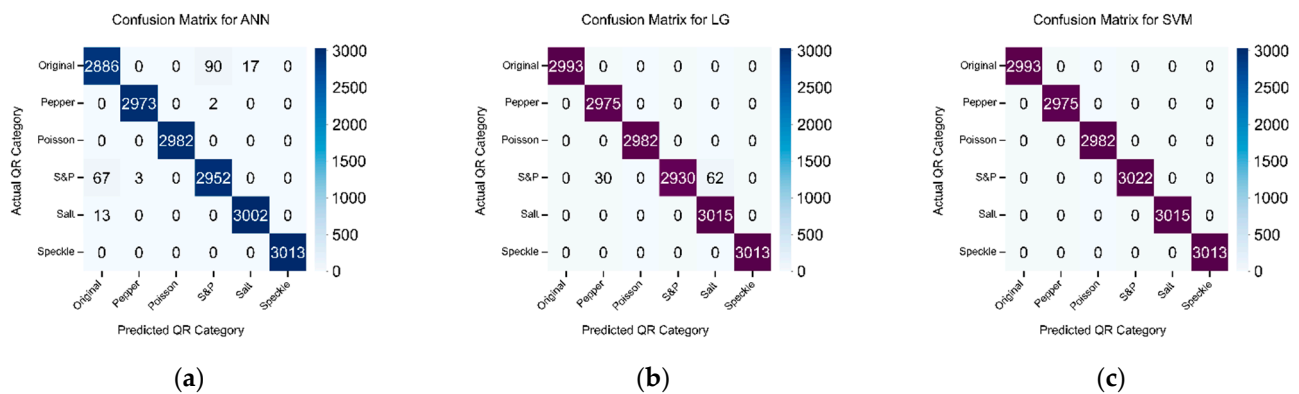 Confusion Matrix for ANN
Actual QR Category
Original 2886 0 0 90 17 0
Pepper 0 2973 0 2 0 0
Poisson 0 0 2982 0 0 0
S&P 67 3 0 2952 0 0
Salt 13 0 0 0 3002 0
Speckle 0 0 0 0 0 3013
Original Pepper Poisson S&P Salt Speckle
Predicted QR Category
3000
2500
2000
1500
1000
500
0
(a)
Confusion Matrix for LG
Actual QR Category
Original 2993 0 0 0 0 0
Pepper 0 2975 0 0 0 0
Poisson 0 0 2982 0 0 0
S&P 0 30 0 2930 62 0
Salt 0 0 0 0 3015 0
Speckle 0 0 0 0 0 3013
Original Pepper Poisson S&P Salt Speckle
Predicted QR Category
3000
2500
2000
1500
1000
500
0
(b)
Confusion Matrix for SVM
Actual QR Category
Original 2993 0 0 0 0 0
Pepper 0 2975 0 0 0 0
Poisson 0 0 2982 0 0 0
S&P 0 0 0 3022 0 0
Salt 0 0 0 0 3015 0
Speckle 0 0 0 0 0 3013
Original Pepper Poisson S&P Salt Speckle
Predicted QR Category
3000
2500
2000
1500
1000
500
0
(c)